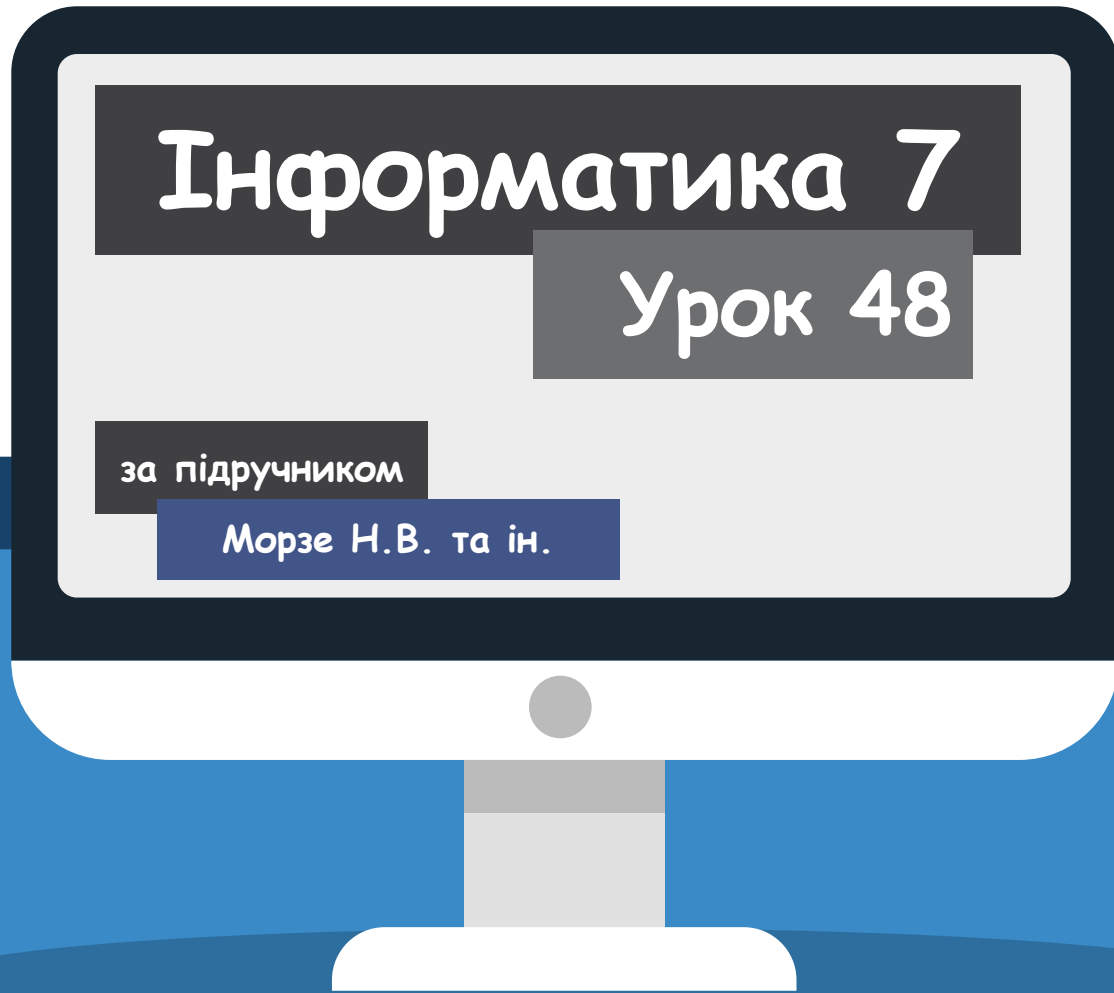 Інформатика 7
Урок 48
за підручником
Морзе Н.В. та ін.